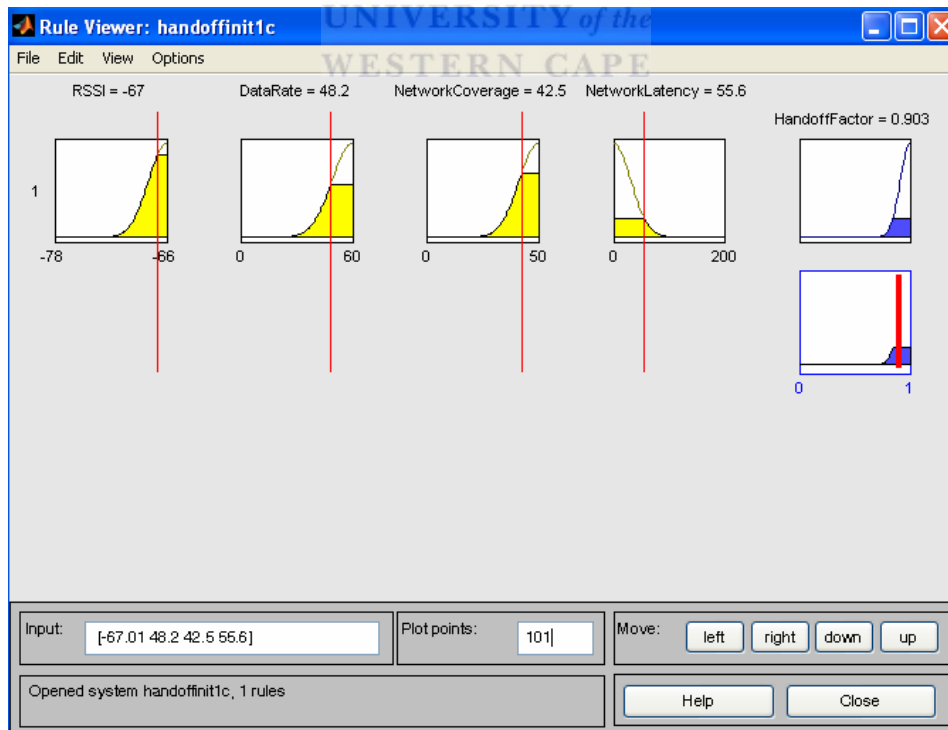 UNIVERSITY of the
Rule Viewer: handoffinit1c
File Edit View Options
WESTERN CAPE
RSSI = -67 DataRate = 48.2 NetworkCoverage = 42.5 NetworkLatency = 55.6
HandoffFactor = 0.903
1
-78 -66 0 60 0 50 0 200
0 1
Input: [-67.01 48.2 42.5 55.6] Plot points: 101 Move: left right down up
Opened system handoffinit1c, 1 rules Help Close